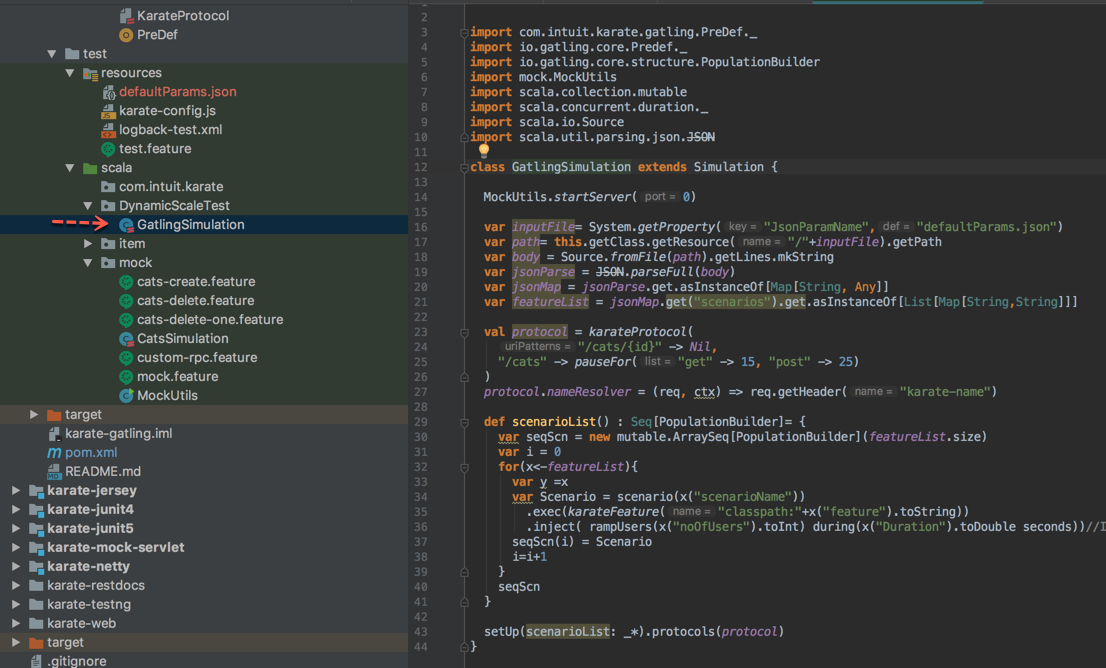 KarateProtocol
PreDef
test
resources
defaultParams.json
karate-config.js
logback-test.xml
test.feature
scala
com.intuit.karate
DynamicScaleTest
GatlingSimulation
item
mock
cats-create.feature
cats-delete.feature
cats-delete-one.feature
CatsSimulation
custom-rpc.feature
mock.feature
MockUtils
target
karate-gatling.iml
pom.xml
README.md
karate-jersey
karate-junit4
karate-junit5
karate-mock-servlet
karate-netty
karate-restdocs
karate-testng
karate-web
target
.gitignore
1
2
3 import com.intuit.karate.gatling.PreDef._
4 import io.gatling.core.Predef._
5 import io.gatling.core.structure.PopulationBuilder
6 import mock.MockUtils
7 import scala.collection.mutable
8 import scala.concurrent.duration._
9 import scala.io.Source
10 import scala.util.parsing.json.JSON
11
12 class GatlingSimulation extends Simulation {
13
14 MockUtils.startServer( port = 0)
15
16 var inputFile= System.getProperty( key = "JsonParamName", def = "defaultParams.json")
17 var path= this.getClass.getResource( name = "/"+inputFile).getPath
18 var body = Source.fromFile(path).getLines.mkString
19 var jsonParse = JSON.parseFull(body)
20 var jsonMap = jsonParse.get.asInstanceOf[Map[String, Any]]
21 var featureList = jsonMap.get("scenarios").get.asInstanceOf[List[Map[String,String]]]
22
23 val protocol = karateProtocol(
24 uriPatterns = "/cats/{id}" -> Nil,
25 "/cats" -> pauseFor( list = "get" -> 15, "post" -> 25)
26 )
27 protocol.nameResolver = (req, ctx) => req.getHeader( name = "karate-name")
28
29 def scenarioList() : Seq[PopulationBuilder]= {
30 var seqScn = new mutable.ArraySeq[PopulationBuilder](featureList.size)
31 var i = 0
32 for(x<-featureList){
33 var y =x
34 var Scenario = scenario(x("scenarioName"))
35 .exec(karateFeature( name = "classpath:"+x("feature").toString))
36 .inject( rampUsers(x("noOfUsers").toInt) during(x("Duration").toDouble seconds))//I
37 seqScn(i) = Scenario
38 i=i+1
39 }
40 seqScn
41 }
42
43 setUp(scenarioList: _*).protocols(protocol)
44 }